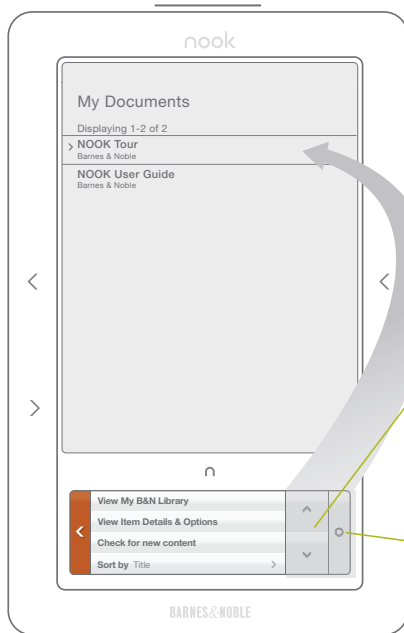 nook
My Documents
Displaying 1-2 of 2
NOOK Tour
Barnes & Noble
NOOK User Guide
Barnes & Noble
View My B&N Library
View Item Details & Options
Check for new content
Sort by Title
BARNES&NOBLE